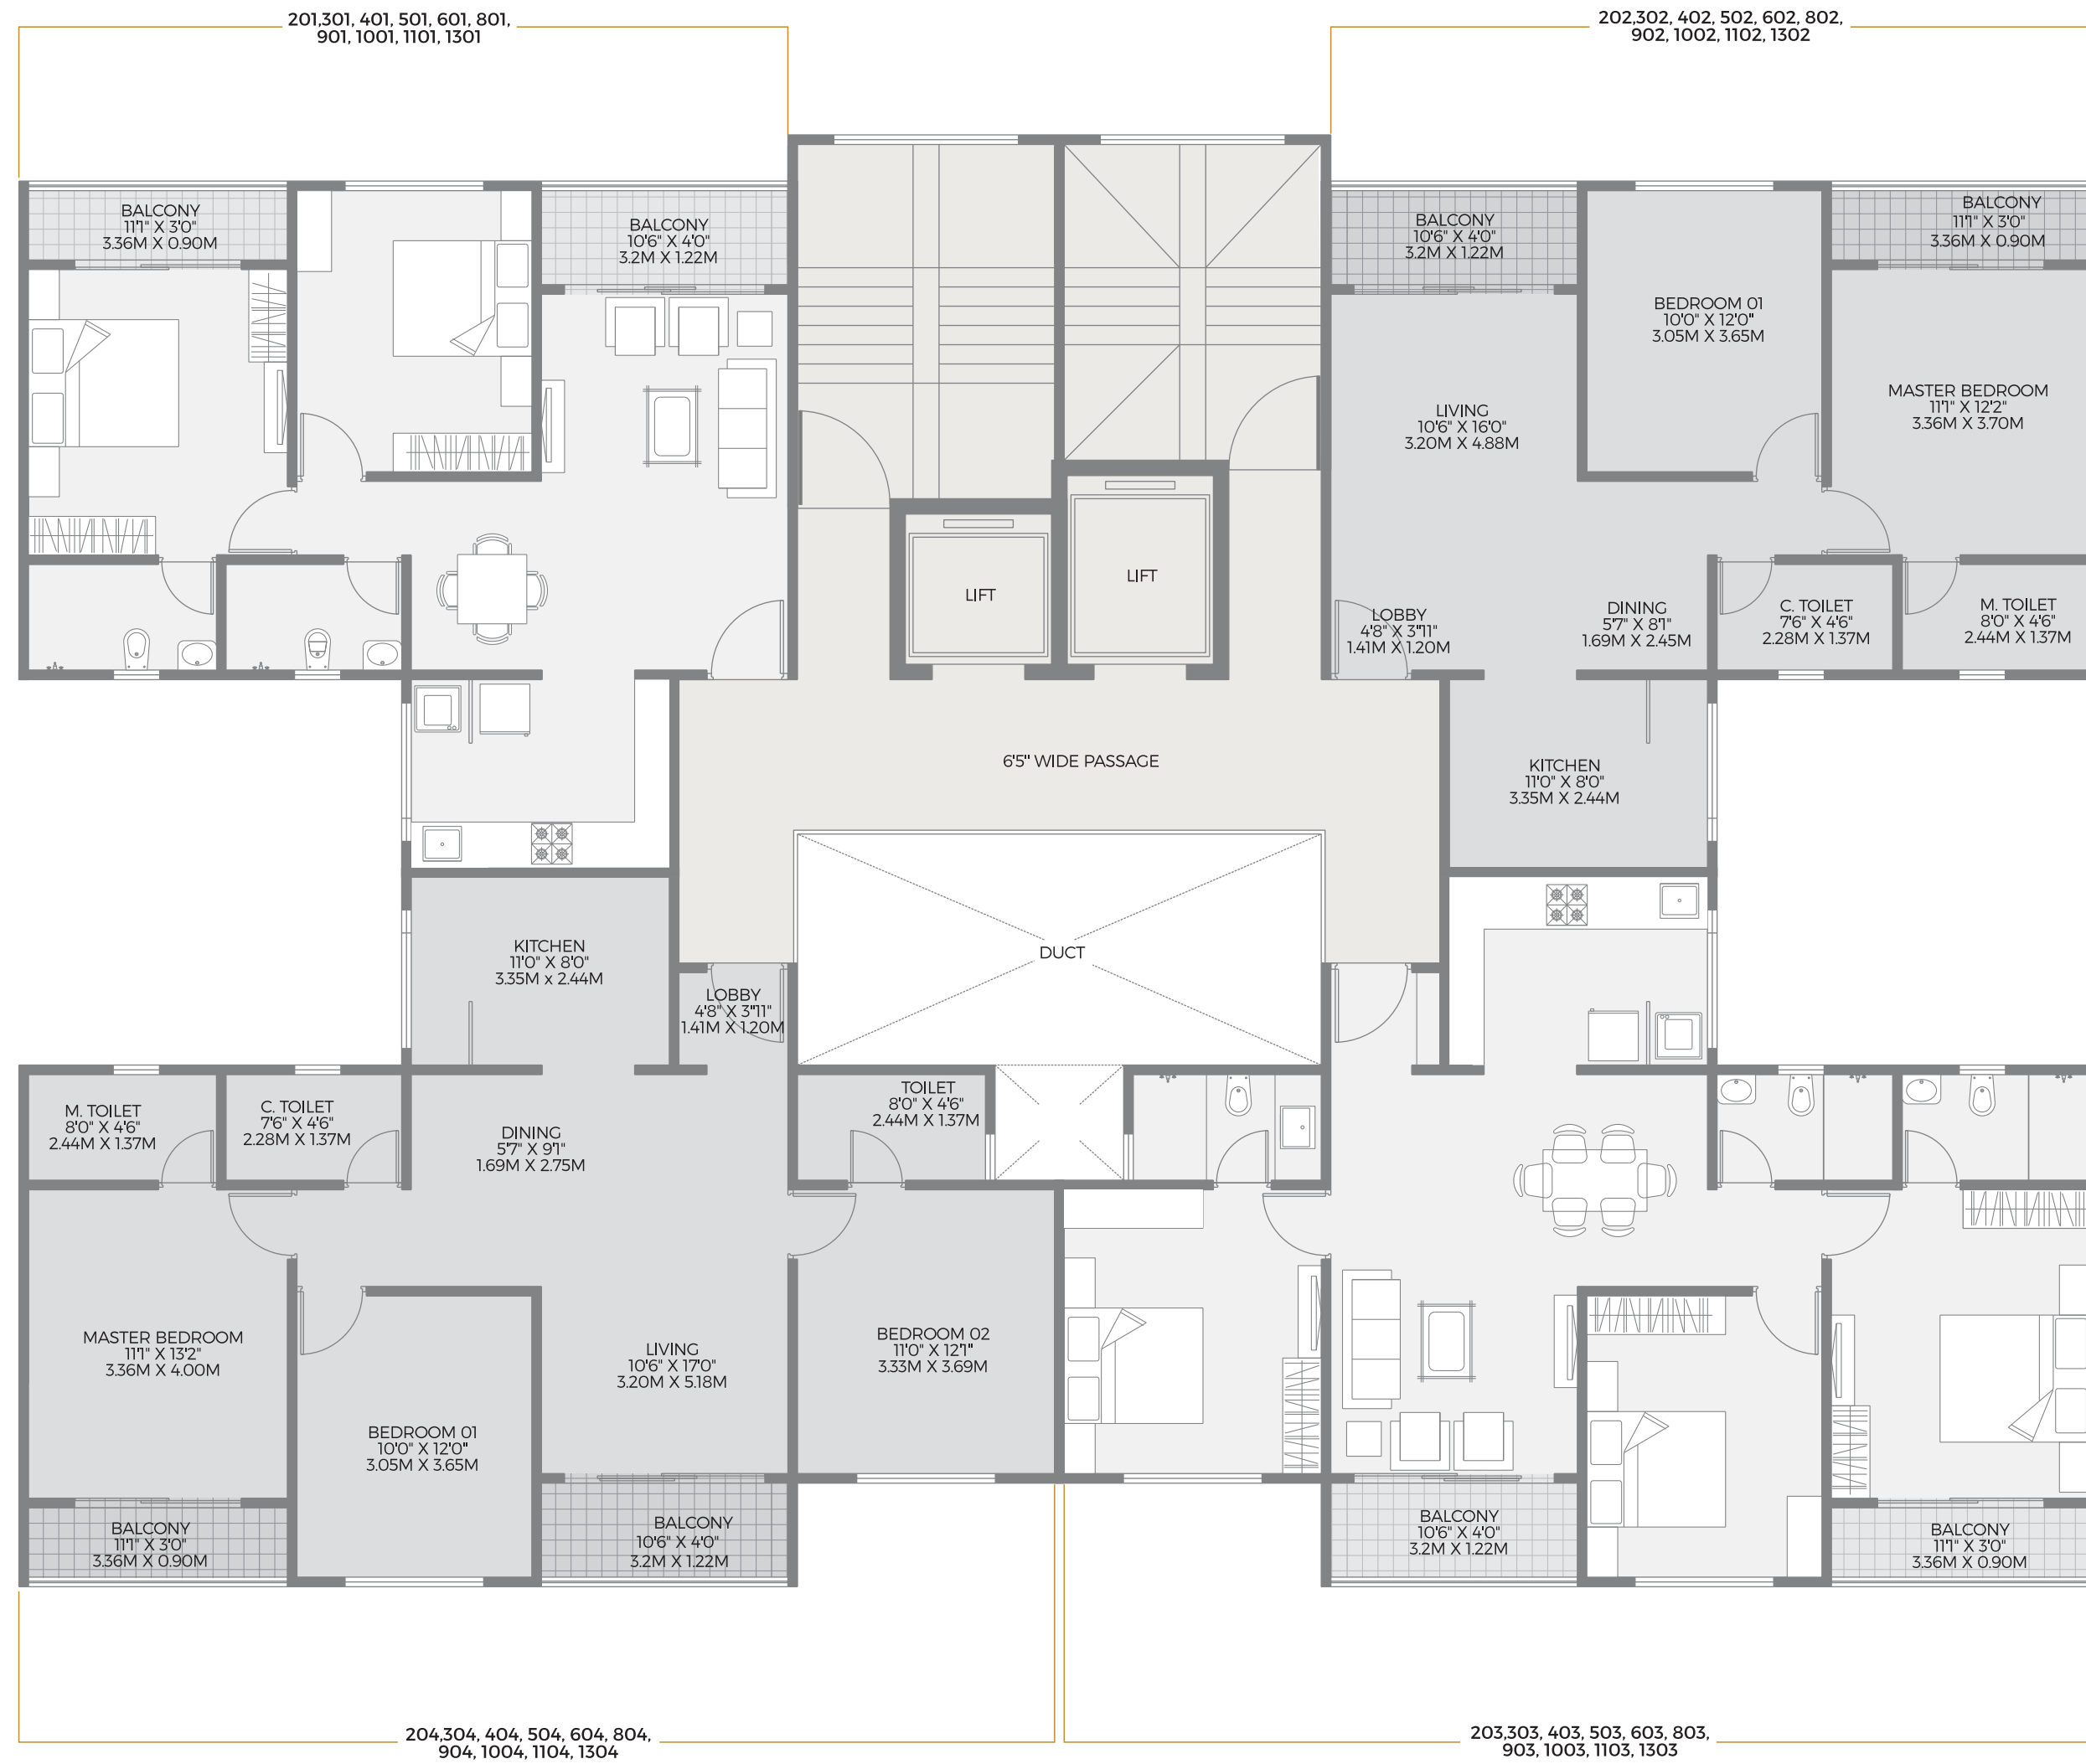 201,301, 401, 501, 601, 801,
901, 1001, 1101, 1301
202,302, 402, 502, 602, 802,
902, 1002, 1102, 1302
BALCONY
11'1" X 3'0"
3.36M X 0.90M
BALCONY
10'6" X 4'0"
3.2M X 1.22M
BALCONY
10'6" X 4'0"
3.2M X 1.22M
BALCONY
11'1" X 3'0"
3.36M X 0.90M
BEDROOM 01
10'0" X 12'0"
3.05M X 3.65M
LIVING
10'6" X 16'0"
3.20M X 4.88M
MASTER BEDROOM
11'1" X 12'2"
3.36M X 3.70M
LIFT
LIFT
LOBBY
4'8" X 3'11"
1.41M X 1.20M
DINING
5'7" X 8'1"
1.69M X 2.45M
C. TOILET
7'6" X 4'6"
2.28M X 1.37M
M. TOILET
8'0" X 4'6"
2.44M X 1.37M
6'5" WIDE PASSAGE
KITCHEN
11'0" X 8'0"
3.35M X 2.44M
DUCT
KITCHEN
11'0" X 8'0"
3.35M x 2.44M
LOBBY
4'8" X 3'11"
1.41M X 1.20M
M. TOILET
8'0" X 4'6"
2.44M X 1.37M
C. TOILET
7'6" X 4'6"
2.28M X 1.37M
DINING
5'7" X 9'1"
1.69M X 2.75M
TOILET
8'0" X 4'6"
2.44M X 1.37M
MASTER BEDROOM
11'1" X 13'2"
3.36M X 4.00M
LIVING
10'6" X 17'0"
3.20M X 5.18M
BEDROOM 02
11'0" X 12'1"
3.33M X 3.69M
BEDROOM 01
10'0" X 12'0"
3.05M X 3.65M
BALCONY
11'1" X 3'0"
3.36M X 0.90M
BALCONY
10'6" X 4'0"
3.2M X 1.22M
BALCONY
10'6" X 4'0"
3.2M X 1.22M
BALCONY
11'1" X 3'0"
3.36M X 0.90M
204,304, 404, 504, 604, 804,
904, 1004, 1104, 1304
203,303, 403, 503, 603, 803,
903, 1003, 1103, 1303